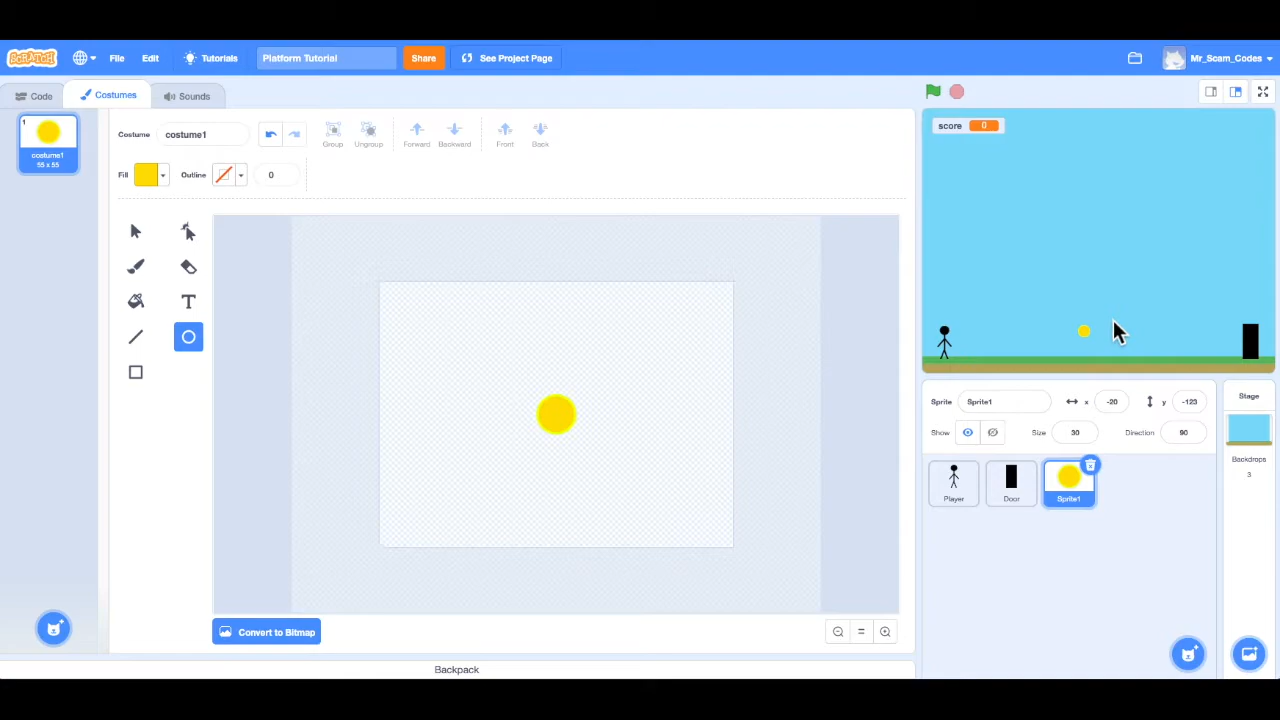 SCRATCH File Edit Tutorials Platform Tutorial Share See Project Page Mr_Scam_Codes
Code Costumes Sounds
1
costume1
55 x 55
Costume costume1 Group Ungroup Forward Backward Front Back
Fill Outline 0
T
Convert to Bitmap
Backpack
score 0
Sprite Sprite1 x -20 y -123
Show Size 30 Direction 90
Player Door Sprite1
Stage
Backdrops
3